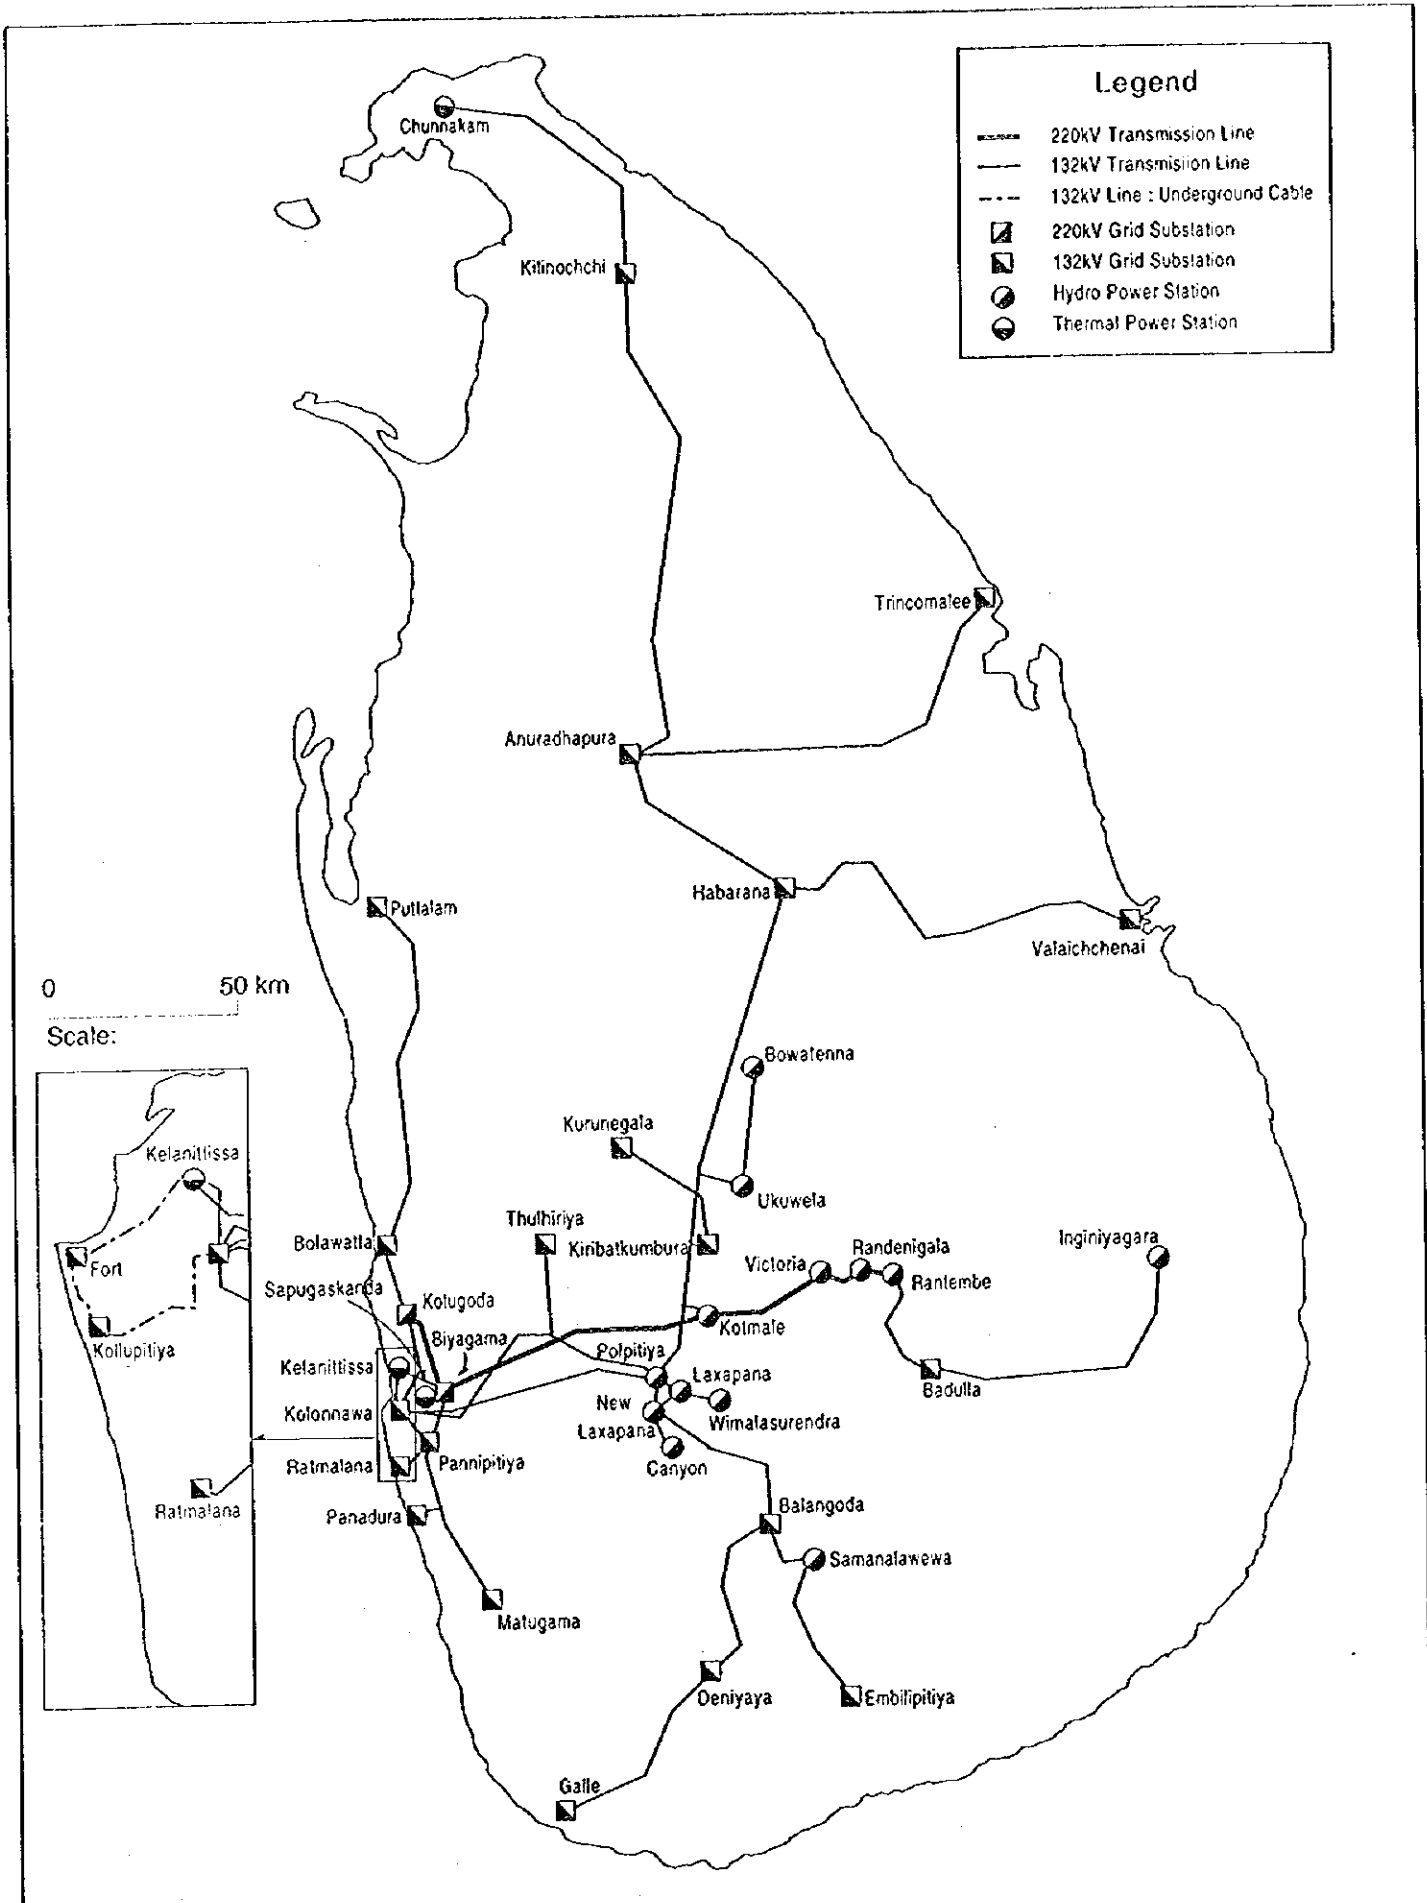 Legend
220kV Transmission Line
132kV Transmisiion Line
132kV Line : Underground Cable
220kV Grid Substation
132kV Grid Substation
Hydro Power Station
Thermal Power Station
Chunnakam
Kilinochchi
Trincomalee
Anuradhapura
Habarana
Puttalam
Valaichchenai
0 50 km
Scale:
Bowatenna
Kurunegala
Kelanitlissa
Ukuwela
Thulhiriya
Bolawatta
Kiribatkumbura
Inginiyagara
Randenigala
Victoria
Rantembe
Fort
Sapugaskanda
Kotugoda
Kotmale
Biyagama
Kollupitiya
Polpitiya
Kelanittissa
Laxapana
Badulla
New
Laxapana
Wimalasurendra
Kolonnawa
Pannipitiya
Canyon
Ratmalana
Ratmalana
Balangoda
Panadura
Samanalawewa
Matugama
Deniyaya
Embilipitiya
Galle